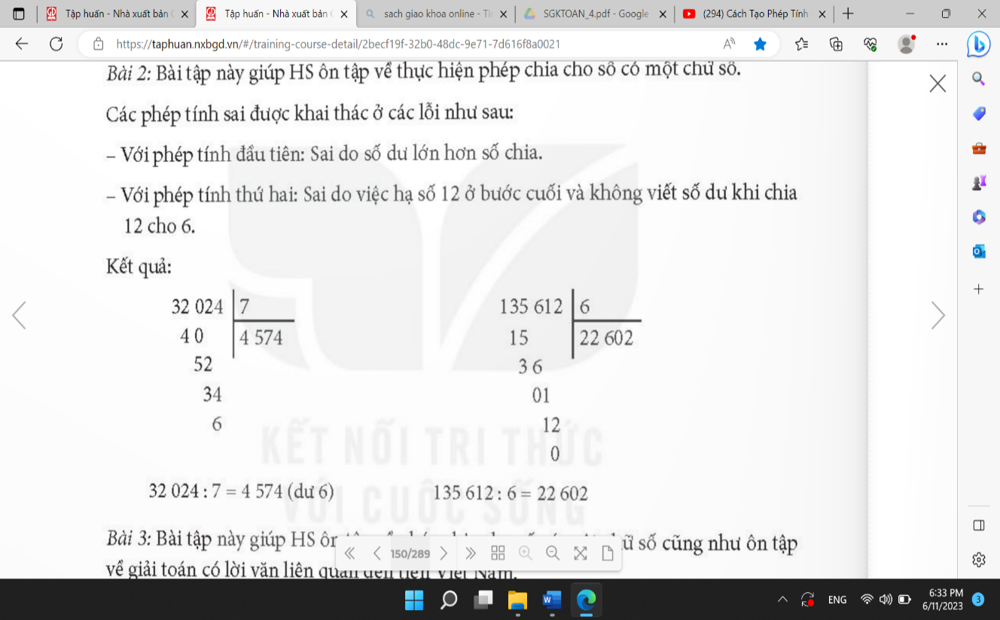 Tập huấn - Nhà xuất bản
Tập huấn - Nhà xuất bản
sach giao khoa online - Tì
SGKTOAN_4.pdf - Google
(294) Cách Tạo Phép Tính
https://taphuan.nxbgd.vn/#/training-course-detail/2becf19f-32b0-48dc-9e71-7d616f8a0021
Bài 2: Bài tập này giúp HS ôn tập về thực hiện phép chia cho số có một chữ số.
Các phép tính sai được khai thác ở các lỗi như sau:
– Với phép tính đầu tiên: Sai do số dư lớn hơn số chia.
– Với phép tính thứ hai: Sai do việc hạ số 12 ở bước cuối và không viết số dư khi chia
12 cho 6.
Kết quả:
32 024 7 135 612 6
4 0 4 574 15 22 602
52 3 6
34 01
6 12
0
KẾT NỐI TRI THỨC
VỚI CUỘC SỐNG
32 024 : 7 = 4 574 (dư 6) 135 612 : 6 = 22 602
Bài 3: Bài tập này giúp HS ôn ữ số cũng như ôn tập
150/289
về giải toán có lời văn liên quan đến tiền Việt Nam.
ENG
6:33 PM
6/11/2023
3